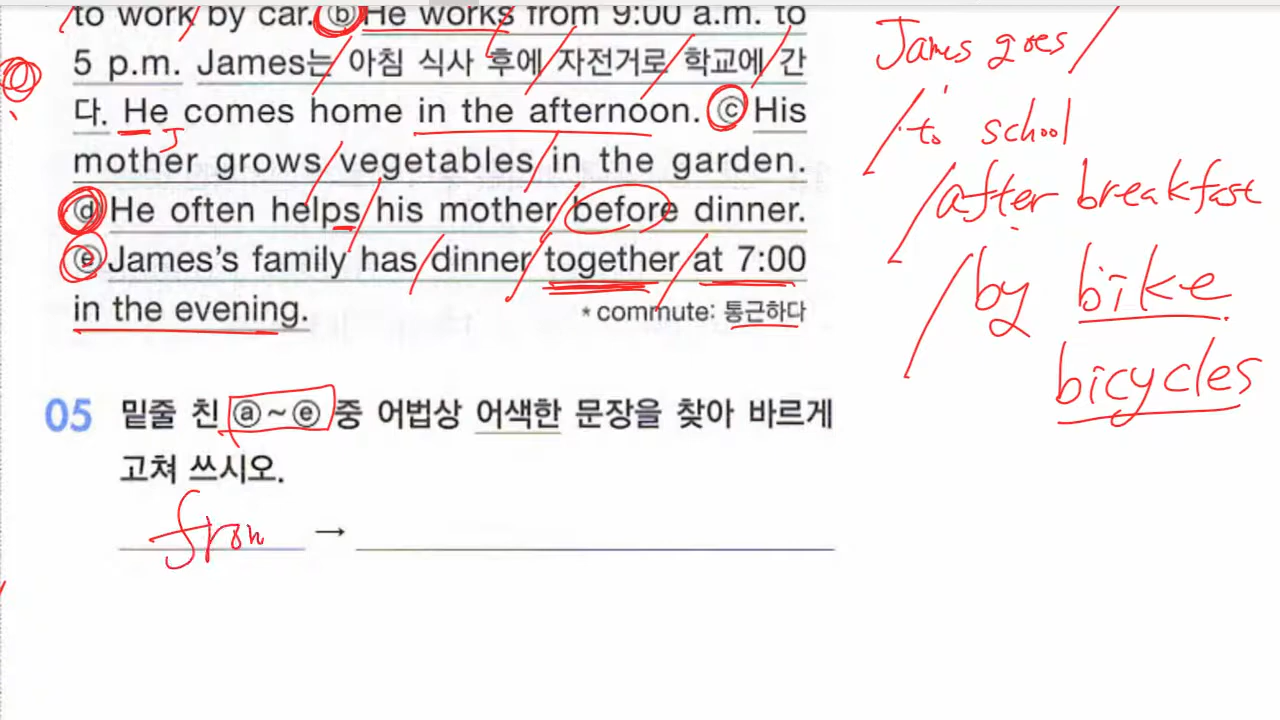 to work by car. ⓑ He works from 9:00 a.m. to
5 p.m. James는 아침 식사 후에 자전거로 학교에 간
다. He comes home in the afternoon. ⓒ His
mother grows vegetables in the garden.
ⓓ He often helps his mother before dinner.
ⓔ James's family has dinner together at 7:00
in the evening.
* commute: 통근하다
05 밑줄 친 ⓐ ~ ⓔ 중 어법상 어색한 문장을 찾아 바르게
고쳐 쓰시오.
from →
James goes
to school
after breakfast
by bike
bicycles